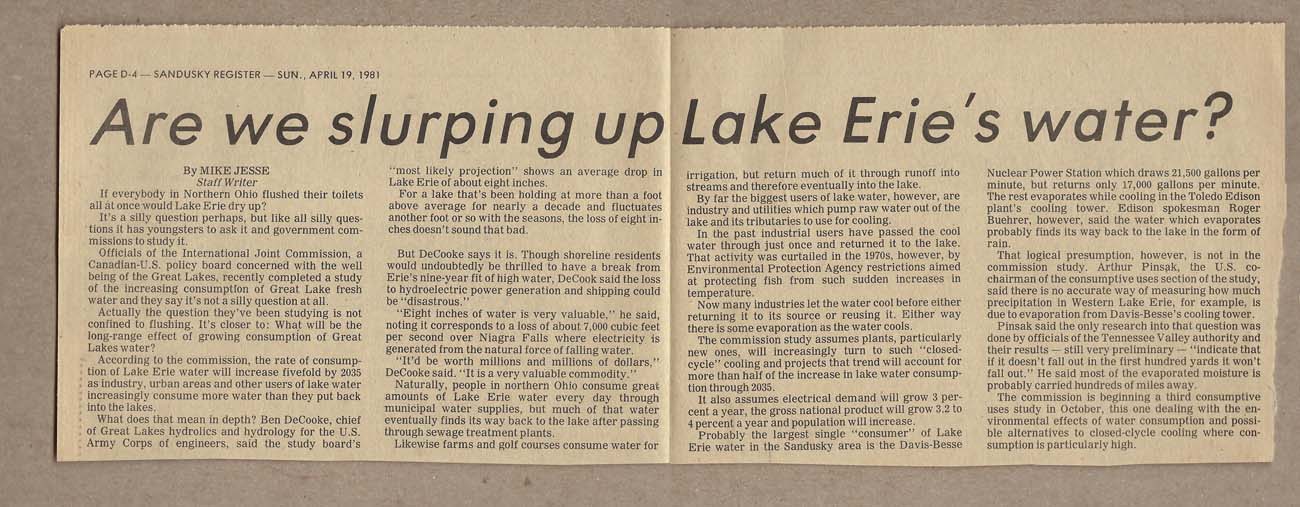 PAGE D-4 — SANDUSKY REGISTER — SUN., APRIL 19, 1981
Are we slurping up Lake Erie's water?
By MIKE JESSE
Staff Writer
If everybody in Northern Ohio flushed their toilets
all at once would Lake Erie dry up?
It's a silly question perhaps, but like all silly ques-
tions it has youngsters to ask it and government com-
missions to study it.
Officials of the International Joint Commission, a
Canadian-U.S. policy board concerned with the well
being of the Great Lakes, recently completed a study
of the increasing consumption of Great Lake fresh
water and they say it's not a silly question at all.
Actually the question they've been studying is not
confined to flushing. It's closer to: What will be the
long-range effect of growing consumption of Great
Lakes water?
According to the commission, the rate of consump-
tion of Lake Erie water will increase fivefold by 2035
as industry, urban areas and other users of lake water
increasingly consume more water than they put back
into the lakes.
What does that mean in depth? Ben DeCooke, chief
of Great Lakes hydrolics and hydrology for the U.S.
Army Corps of engineers, said the study board's
"most likely projection" shows an average drop in
Lake Erie of about eight inches.
For a lake that's been holding at more than a foot
above average for nearly a decade and fluctuates
another foot or so with the seasons, the loss of eight in-
ches doesn't sound that bad.
But DeCooke says it is. Though shoreline residents
would undoubtedly be thrilled to have a break from
Erie's nine-year fit of high water, DeCook said the loss
to hydroelectric power generation and shipping could
be "disastrous."
"Eight inches of water is very valuable," he said,
noting it corresponds to a loss of about 7,000 cubic feet
per second over Niagra Falls where electricity is
generated from the natural force of falling water.
"It'd be worth millions and millions of dollars,"
DeCooke said. "It is a very valuable commodity."
Naturally, people in northern Ohio consume great
amounts of Lake Erie water every day through
municipal water supplies, but much of that water
eventually finds its way back to the lake after passing
through sewage treatment plants.
Likewise farms and golf courses consume water for
irrigation, but return much of it through runoff into
streams and therefore eventually into the lake.
By far the biggest users of lake water, however, are
industry and utilities which pump raw water out of the
lake and its tributaries to use for cooling.
In the past industrial users have passed the cool
water through just once and returned it to the lake.
That activity was curtailed in the 1970s, however, by
Environmental Protection Agency restrictions aimed
at protecting fish from such sudden increases in
temperature.
Now many industries let the water cool before either
returning it to its source or reusing it. Either way
there is some evaporation as the water cools.
The commission study assumes plants, particularly
new ones, will increasingly turn to such "closed-
cycle" cooling and projects that trend will account for
more than half of the increase in lake water consump-
tion through 2035.
It also assumes electrical demand will grow 3 per-
cent a year, the gross national product will grow 3.2 to
4 percent a year and population will increase.
Probably the largest single "consumer" of Lake
Erie water in the Sandusky area is the Davis-Besse
Nuclear Power Station which draws 21,500 gallons per
minute, but returns only 17,000 gallons per minute.
The rest evaporates while cooling in the Toledo Edison
plant's cooling tower. Edison spokesman Roger
Buehrer, however, said the water which evaporates
probably finds its way back to the lake in the form of
rain.
That logical presumption, however, is not in the
commission study. Arthur Pinsak, the U.S. co-
chairman of the consumptive uses section of the study,
said there is no accurate way of measuring how much
precipitation in Western Lake Erie, for example, is
due to evaporation from Davis-Besse's cooling tower.
Pinsak said the only research into that question was
done by officials of the Tennessee Valley authority and
their results — still very preliminary — "indicate that
if it doesn't fall out in the first hundred yards it won't
fall out." He said most of the evaporated moisture is
probably carried hundreds of miles away.
The commission is beginning a third consumptive
uses study in October, this one dealing with the en-
vironmental effects of water consumption and possi-
ble alternatives to closed-clycle cooling where con-
sumption is particularly high.